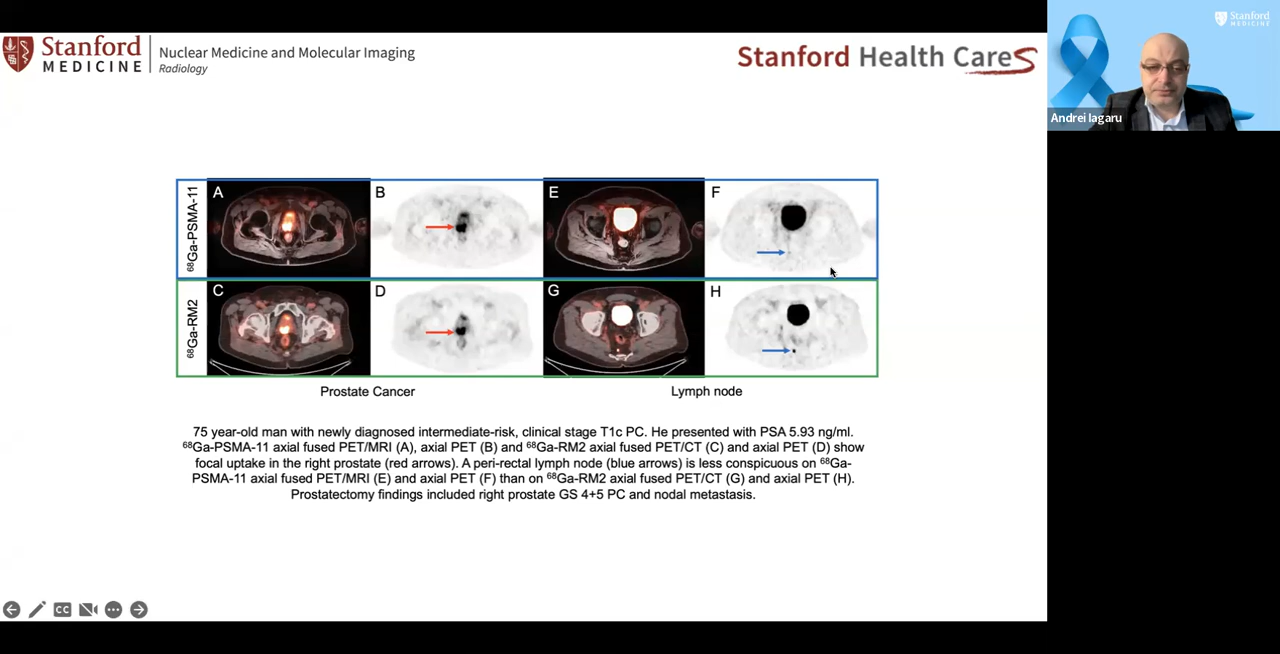 Stanford
MEDICINE
Nuclear Medicine and Molecular Imaging
Radiology
Stanford Health Care
STANFORD
MEDICINE
Andrei Iagaru
⁶⁸Ga-PSMA-11
A
B
E
F
⁶⁸Ga-RM2
C
D
G
H
Prostate Cancer
Lymph node
75 year-old man with newly diagnosed intermediate-risk, clinical stage T1c PC. He presented with PSA 5.93 ng/ml.
⁶⁸Ga-PSMA-11 axial fused PET/MRI (A), axial PET (B) and ⁶⁸Ga-RM2 axial fused PET/CT (C) and axial PET (D) show
focal uptake in the right prostate (red arrows). A peri-rectal lymph node (blue arrows) is less conspicuous on ⁶⁸Ga-
PSMA-11 axial fused PET/MRI (E) and axial PET (F) than on ⁶⁸Ga-RM2 axial fused PET/CT (G) and axial PET (H).
Prostatectomy findings included right prostate GS 4+5 PC and nodal metastasis.
CC